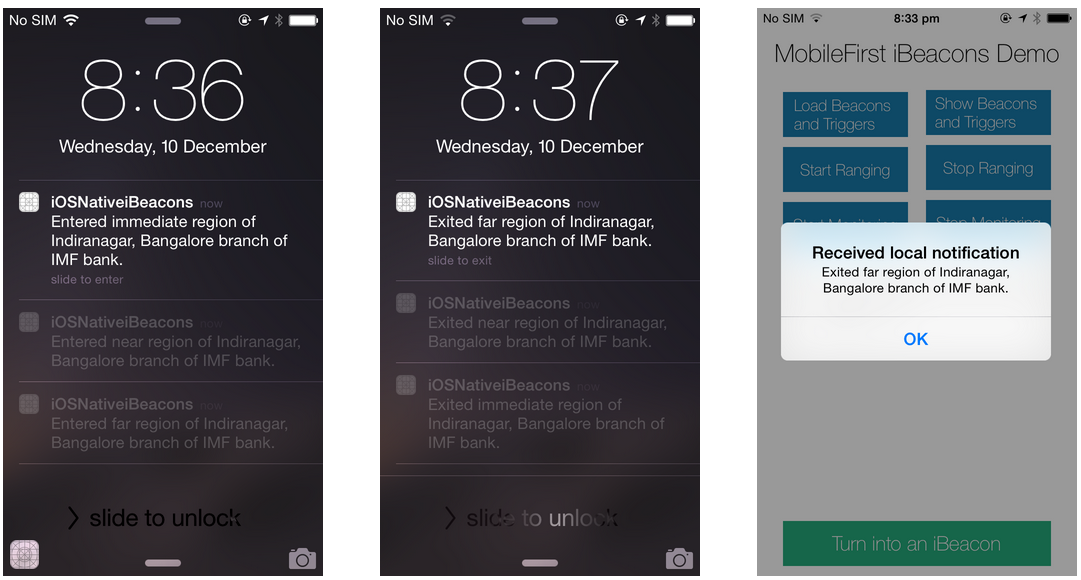 No SIM
8:36
Wednesday, 10 December
iOSNativeiBeacons now
Entered immediate region of
Indiranagar, Bangalore branch of
IMF bank.
slide to enter
iOSNativeiBeacons now
Entered near region of Indiranagar,
Bangalore branch of IMF bank.
iOSNativeiBeacons now
Entered far region of Indiranagar,
Bangalore branch of IMF bank.
slide to unlock
No SIM
8:37
Wednesday, 10 December
iOSNativeiBeacons now
Exited far region of Indiranagar,
Bangalore branch of IMF bank.
slide to exit
iOSNativeiBeacons now
Exited near region of Indiranagar,
Bangalore branch of IMF bank.
iOSNativeiBeacons now
Exited immediate region of
Indiranagar, Bangalore branch of
IMF bank.
slide to unlock
No SIM 8:33 pm
MobileFirst iBeacons Demo
Load Beacons
and Triggers
Show Beacons
and Triggers
Start Ranging
Stop Ranging
Start Monitoring
Stop Monitoring
Received local notification
Exited far region of Indiranagar,
Bangalore branch of IMF bank.
OK
Turn into an iBeacon